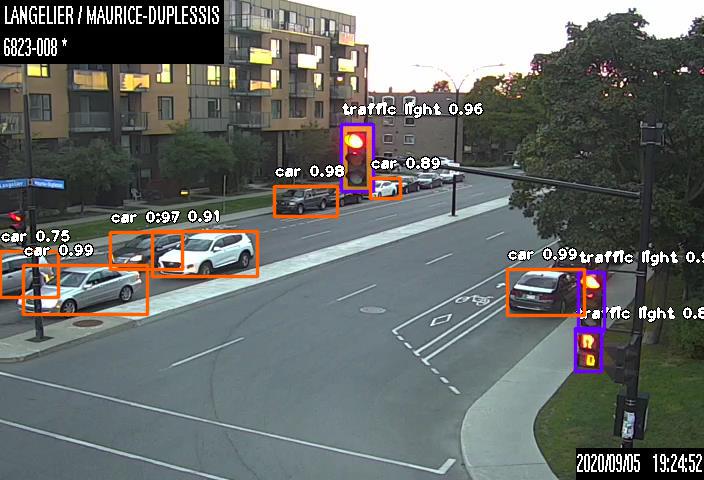 LANGELIER / MAURICE-DUPLESSIS
6823-008 *
traffic light 0.96
car 0.89
car 0.98
Langelier
car 0.97
0.91
car 0.75
car 0.99
car 0.99
traffic light 0.9
traffic light 0.8
2020/09/05 19:24:52